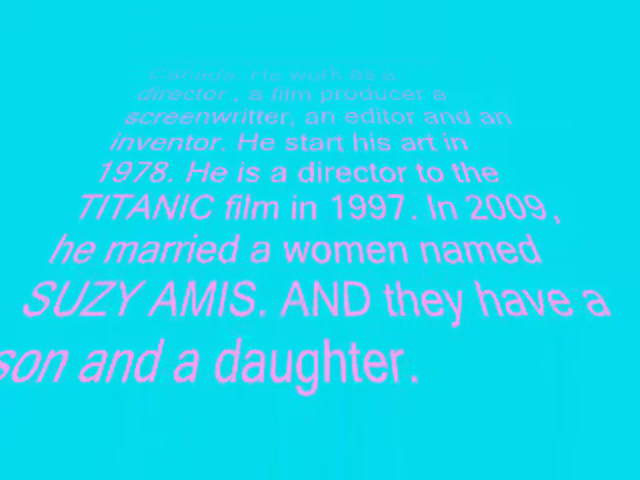 Canada. He work as a
director , a film producer a
screenwritter, an editor and an
inventor. He start his art in
1978. He is a director to the
TITANIC film in 1997. In 2009,
he married a women named
SUZY AMIS. AND they have a
son and a daughter.